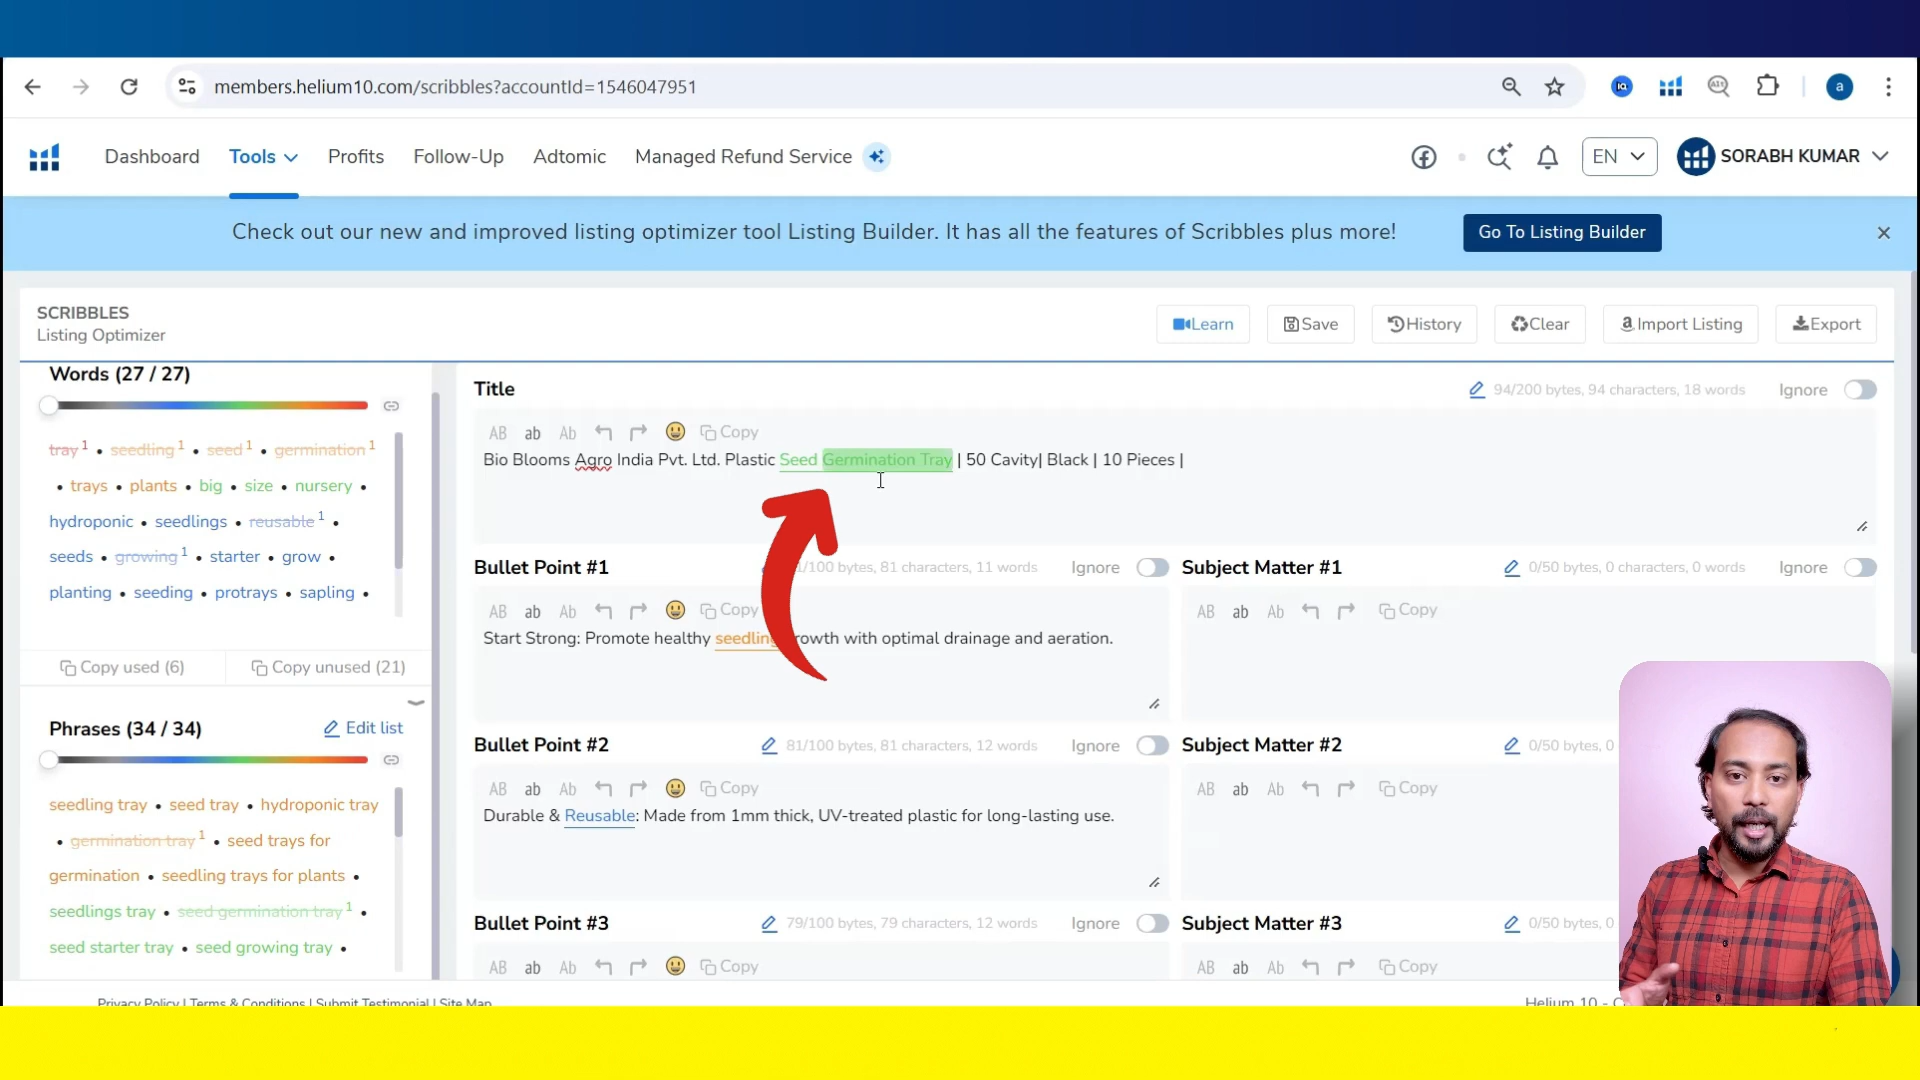 members.helium10.com/scribbles?accountId=1546047951
Dashboard Tools Profits Follow-Up Adtomic Managed Refund Service EN SORABH KUMAR
Check out our new and improved listing optimizer tool Listing Builder. It has all the features of Scribbles plus more! Go To Listing Builder
SCRIBBLES
Listing Optimizer
Learn Save History Clear Import Listing Export
Words (27 / 27)
tray 1 • seedling 1 • seed 1 • germination 1
• trays • plants • big • size • nursery •
hydroponic • seedlings • reusable 1 •
seeds • growing 1 • starter • grow •
planting • seeding • protrays • sapling •
Copy used (6) Copy unused (21)
Phrases (34 / 34) Edit list
seedling tray • seed tray • hydroponic tray
• germination tray 1 • seed trays for
germination • seedling trays for plants •
seedlings tray • seed germination tray 1 •
seed starter tray • seed growing tray •
Title 94/200 bytes, 94 characters, 18 words Ignore
AB ab Ab Copy
Bio Blooms Agro India Pvt. Ltd. Plastic Seed Germination Tray | 50 Cavity| Black | 10 Pieces |
Bullet Point #1 1/100 bytes, 81 characters, 11 words Ignore
AB ab Ab Copy
Start Strong: Promote healthy seedling rowth with optimal drainage and aeration.
Subject Matter #1 0/50 bytes, 0 characters, 0 words Ignore
AB ab Ab Copy
Bullet Point #2 81/100 bytes, 81 characters, 12 words Ignore
AB ab Ab Copy
Durable & Reusable: Made from 1mm thick, UV-treated plastic for long-lasting use.
Subject Matter #2 0/50 bytes, 0
AB ab Ab Copy
Bullet Point #3 79/100 bytes, 79 characters, 12 words Ignore
AB ab Ab Copy
Subject Matter #3 0/50 bytes, 0
AB ab Ab Copy
Privacy Policy | Terms & Conditions | Submit Testimonial | Site Map
Helium 10 - C